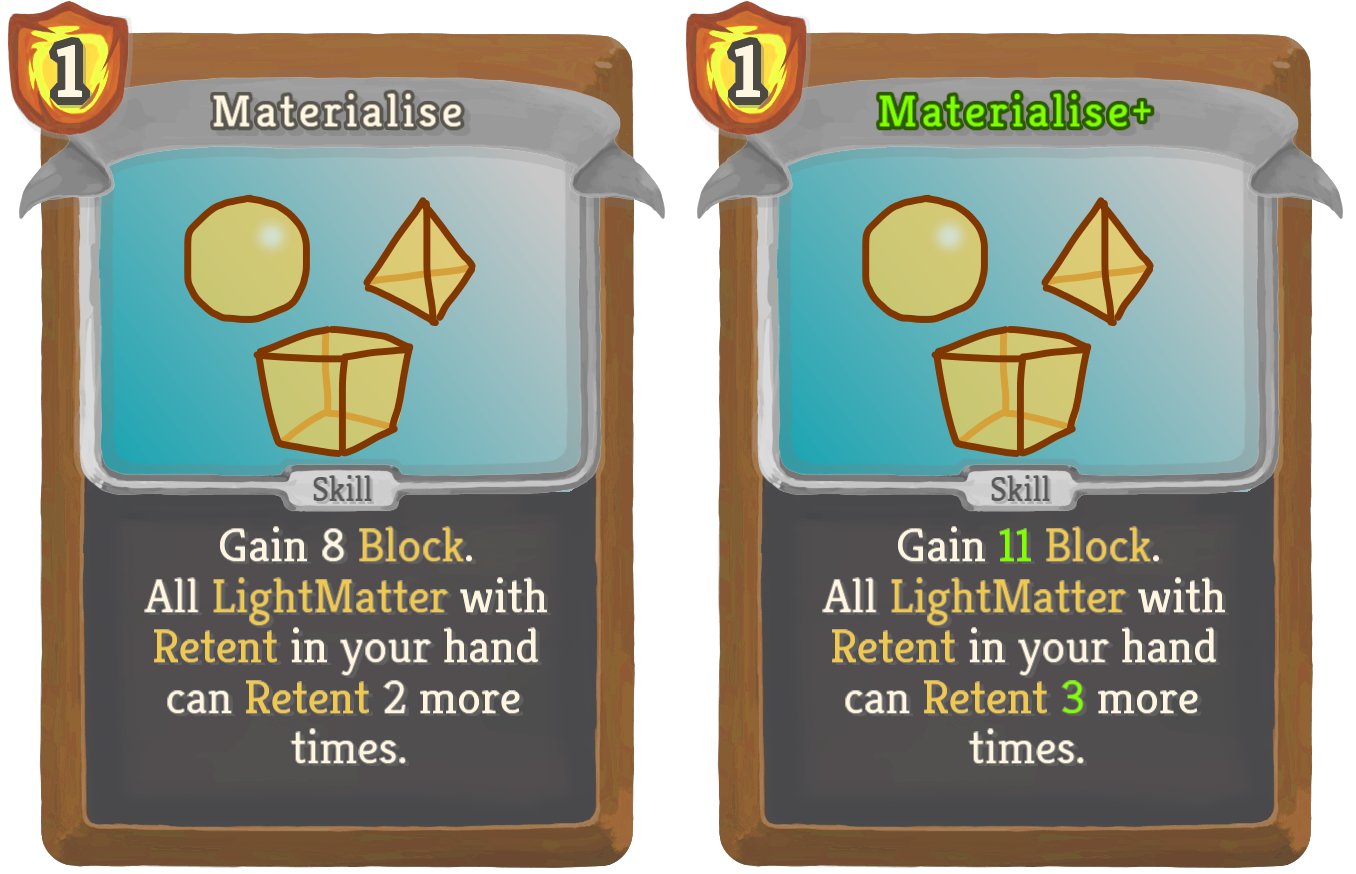 1
Materialise
Skill
Gain 8 Block.
All LightMatter with
Retent in your hand
can Retent 2 more
times.
1
Materialise+
Skill
Gain 11 Block.
All LightMatter with
Retent in your hand
can Retent 3 more
times.